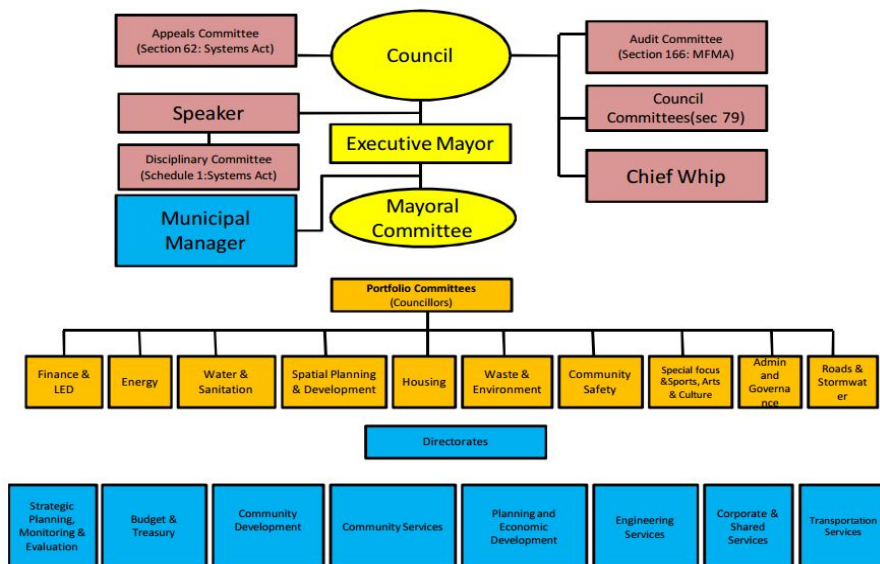 Appeals Committee
(Section 62: Systems Act)
Council
Audit Committee
(Section 166: MFMA)
Speaker
Council
Committees(sec 79)
Executive Mayor
Disciplinary Committee
(Schedule 1:Systems Act)
Chief Whip
Municipal
Manager
Mayoral
Committee
Portfolio Committees
(Councillors)
Finance &
LED
Energy
Water &
Sanitation
Spatial Planning
& Development
Housing
Waste &
Environment
Community
Safety
Special focus
&Sports, Arts
& Culture
Admin
and
Governa
nce
Roads &
Stormwat
er
Directorates
Strategic
Planning,
Monitoring &
Evaluation
Budget &
Treasury
Community
Development
Community Services
Planning and
Economic
Development
Engineering
Services
Corporate &
Shared
Services
Transportation
Services